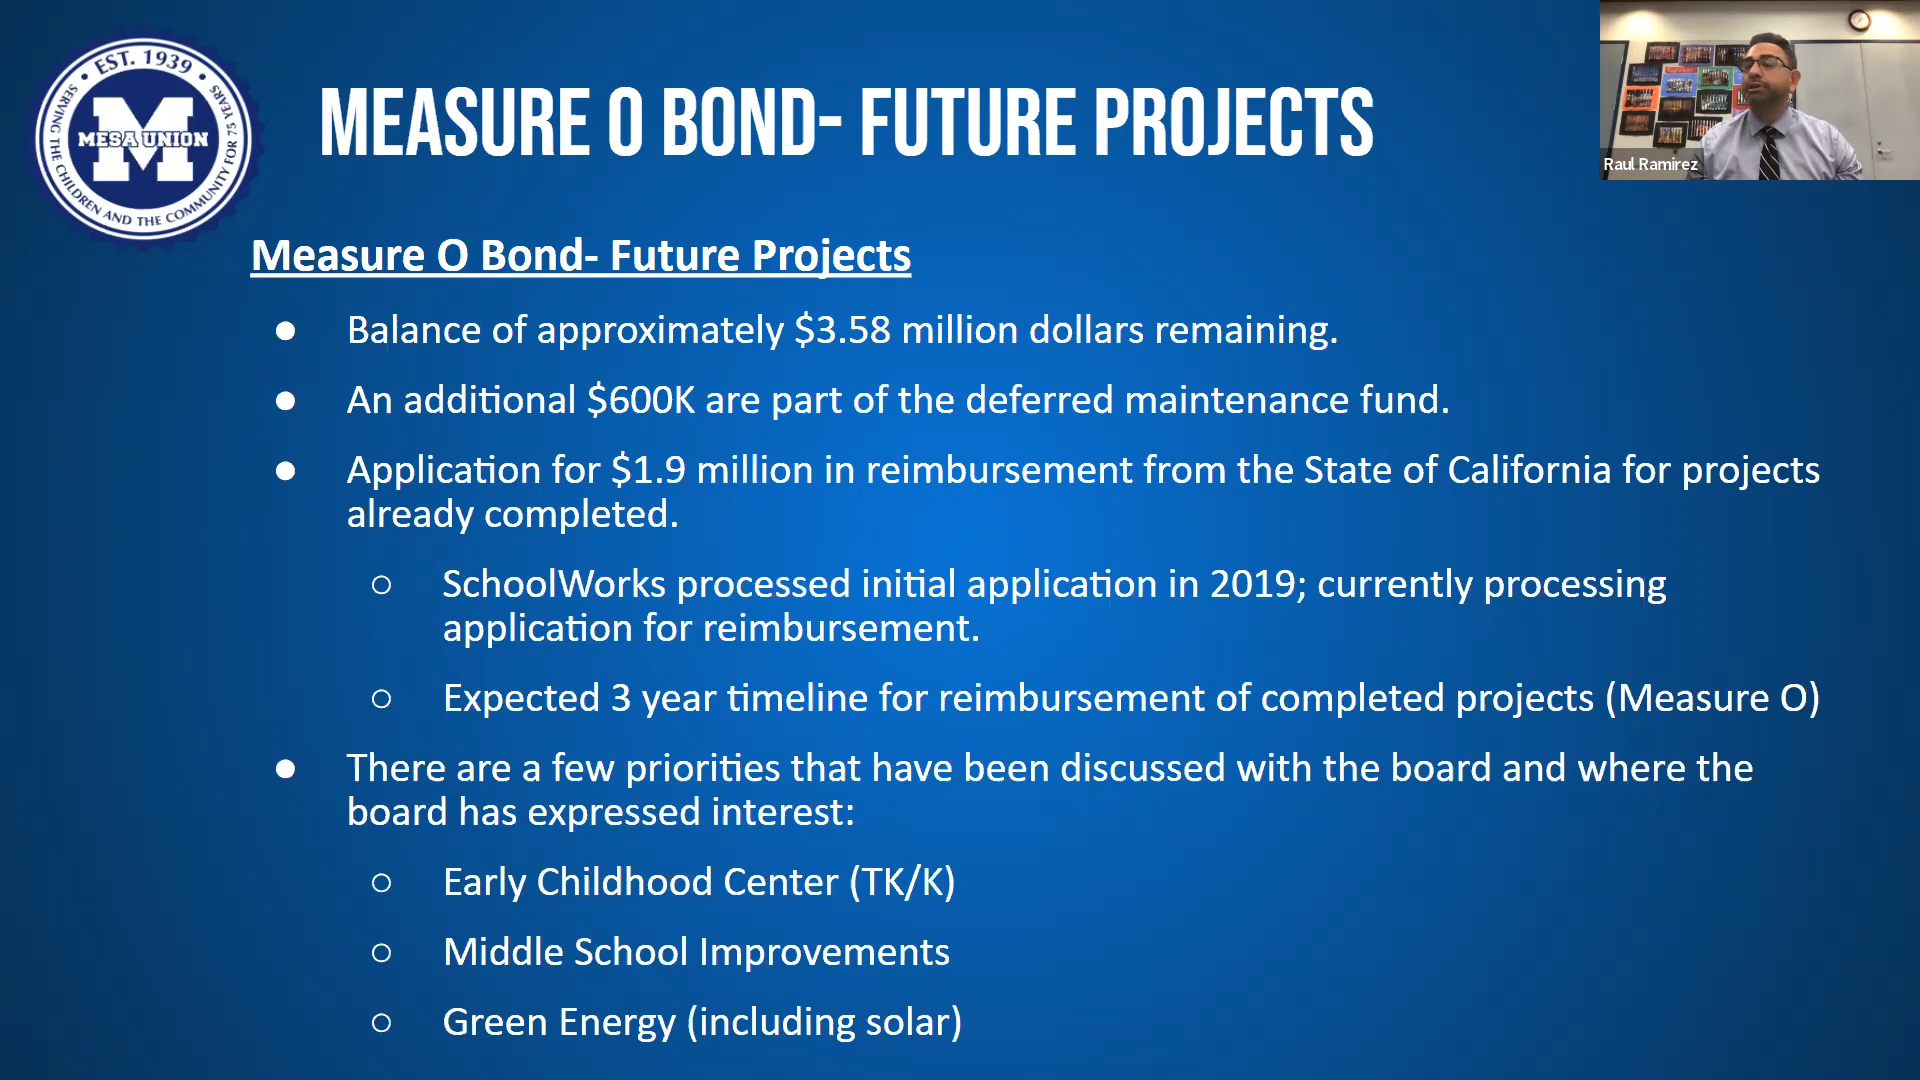 EST. 1939
MESA UNION
SERVING THE CHILDREN AND THE COMMUNITY FOR 75 YEARS
MEASURE O BOND- FUTURE PROJECTS
Raul Ramirez
Measure O Bond- Future Projects
● Balance of approximately $3.58 million dollars remaining.
● An additional $600K are part of the deferred maintenance fund.
● Application for $1.9 million in reimbursement from the State of California for projects
already completed.
○ SchoolWorks processed initial application in 2019; currently processing
application for reimbursement.
○ Expected 3 year timeline for reimbursement of completed projects (Measure O)
● There are a few priorities that have been discussed with the board and where the
board has expressed interest:
○ Early Childhood Center (TK/K)
○ Middle School Improvements
○ Green Energy (including solar)